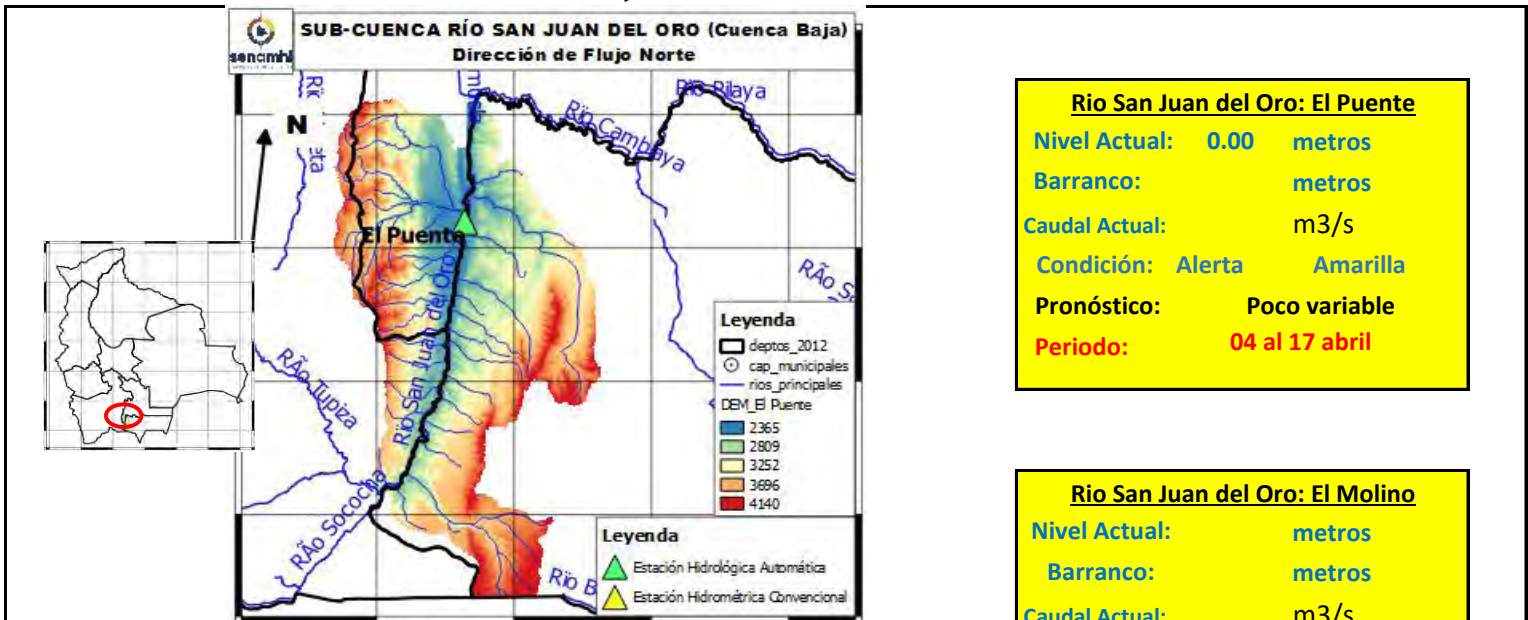 SUB-CUENCA RÍO SAN JUAN DEL ORO (Cuenca Baja)
Dirección de Flujo Norte
senamhi
N
Río Pilaya
Río Camblaya
El Puente
Río San Juan del Oro
RÃo Tupiza
RÃo Sococha
RÃo S
Río B
Leyenda
deptos_2012
cap_municipales
rios_principales
DEM_El Puente
2365
2809
3252
3696
4140
Leyenda
Estación Hidrológica Automática
Estación Hidrométrica Convencional
Rio San Juan del Oro: El Puente
Nivel Actual: 0.00 metros
Barranco: metros
Caudal Actual: m3/s
Condición: Alerta Amarilla
Pronóstico: Poco variable
Periodo: 04 al 17 abril
Rio San Juan del Oro: El Molino
Nivel Actual: metros
Barranco: metros
Caudal Actual: m3/s